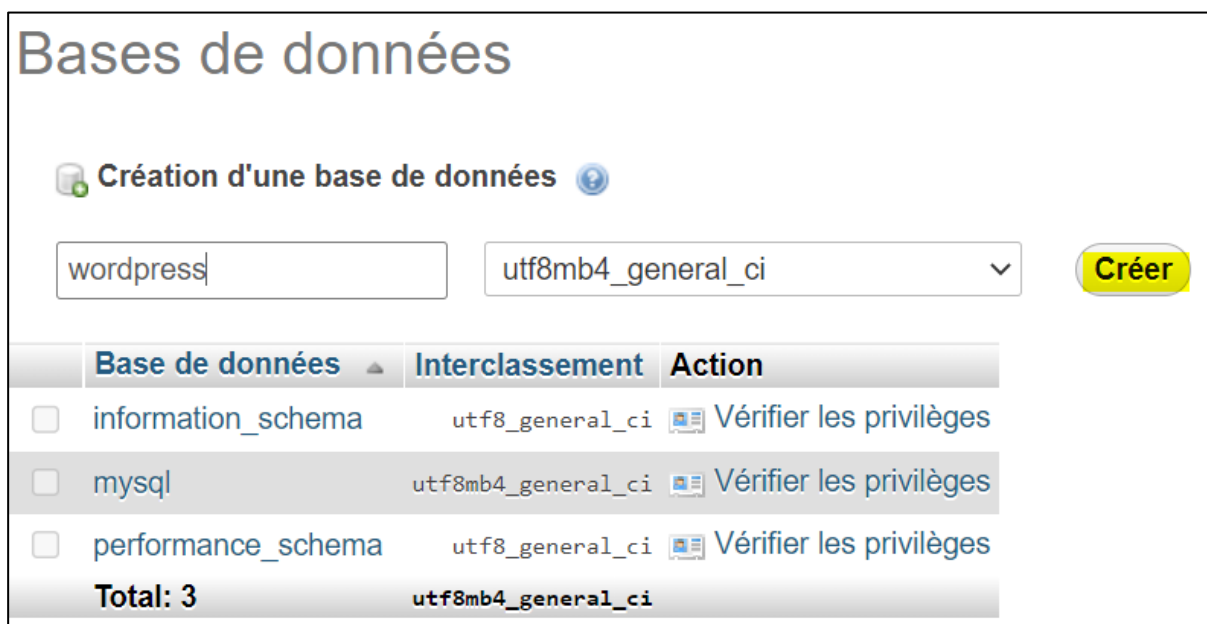 Bases de données
Création d'une base de données
wordpress utf8mb4_general_ci Créer
Base de données Interclassement Action
information_schema utf8_general_ci Vérifier les privilèges
mysql utf8mb4_general_ci Vérifier les privilèges
performance_schema utf8_general_ci Vérifier les privilèges
Total: 3 utf8mb4_general_ci